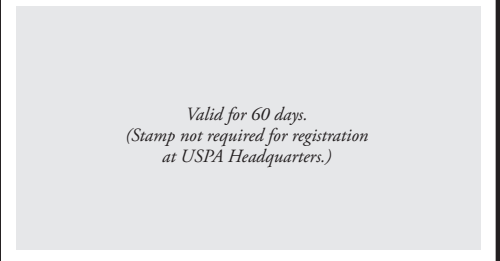 Valid for 60 days.
(Stamp not required for registration
at USPA Headquarters.)